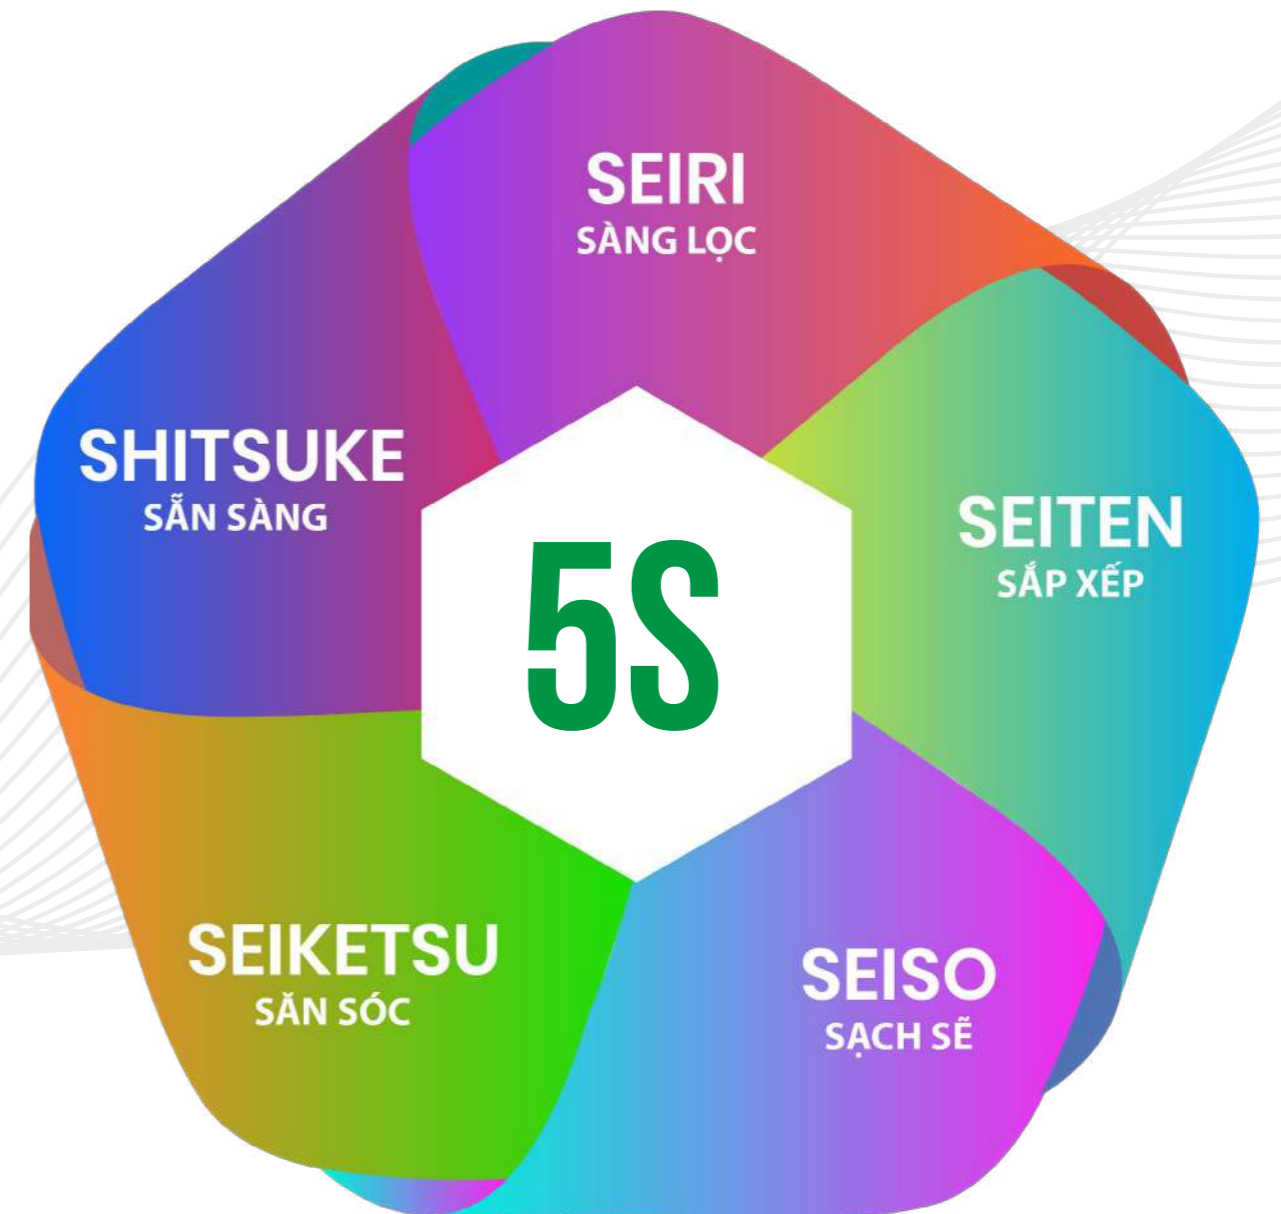 SEIRI
SÀNG LỌC
SEITEN
SẮP XẾP
SEISO
SẠCH SẼ
SEIKETSU
SĂN SÓC
SHITSUKE
SẴN SÀNG
5S